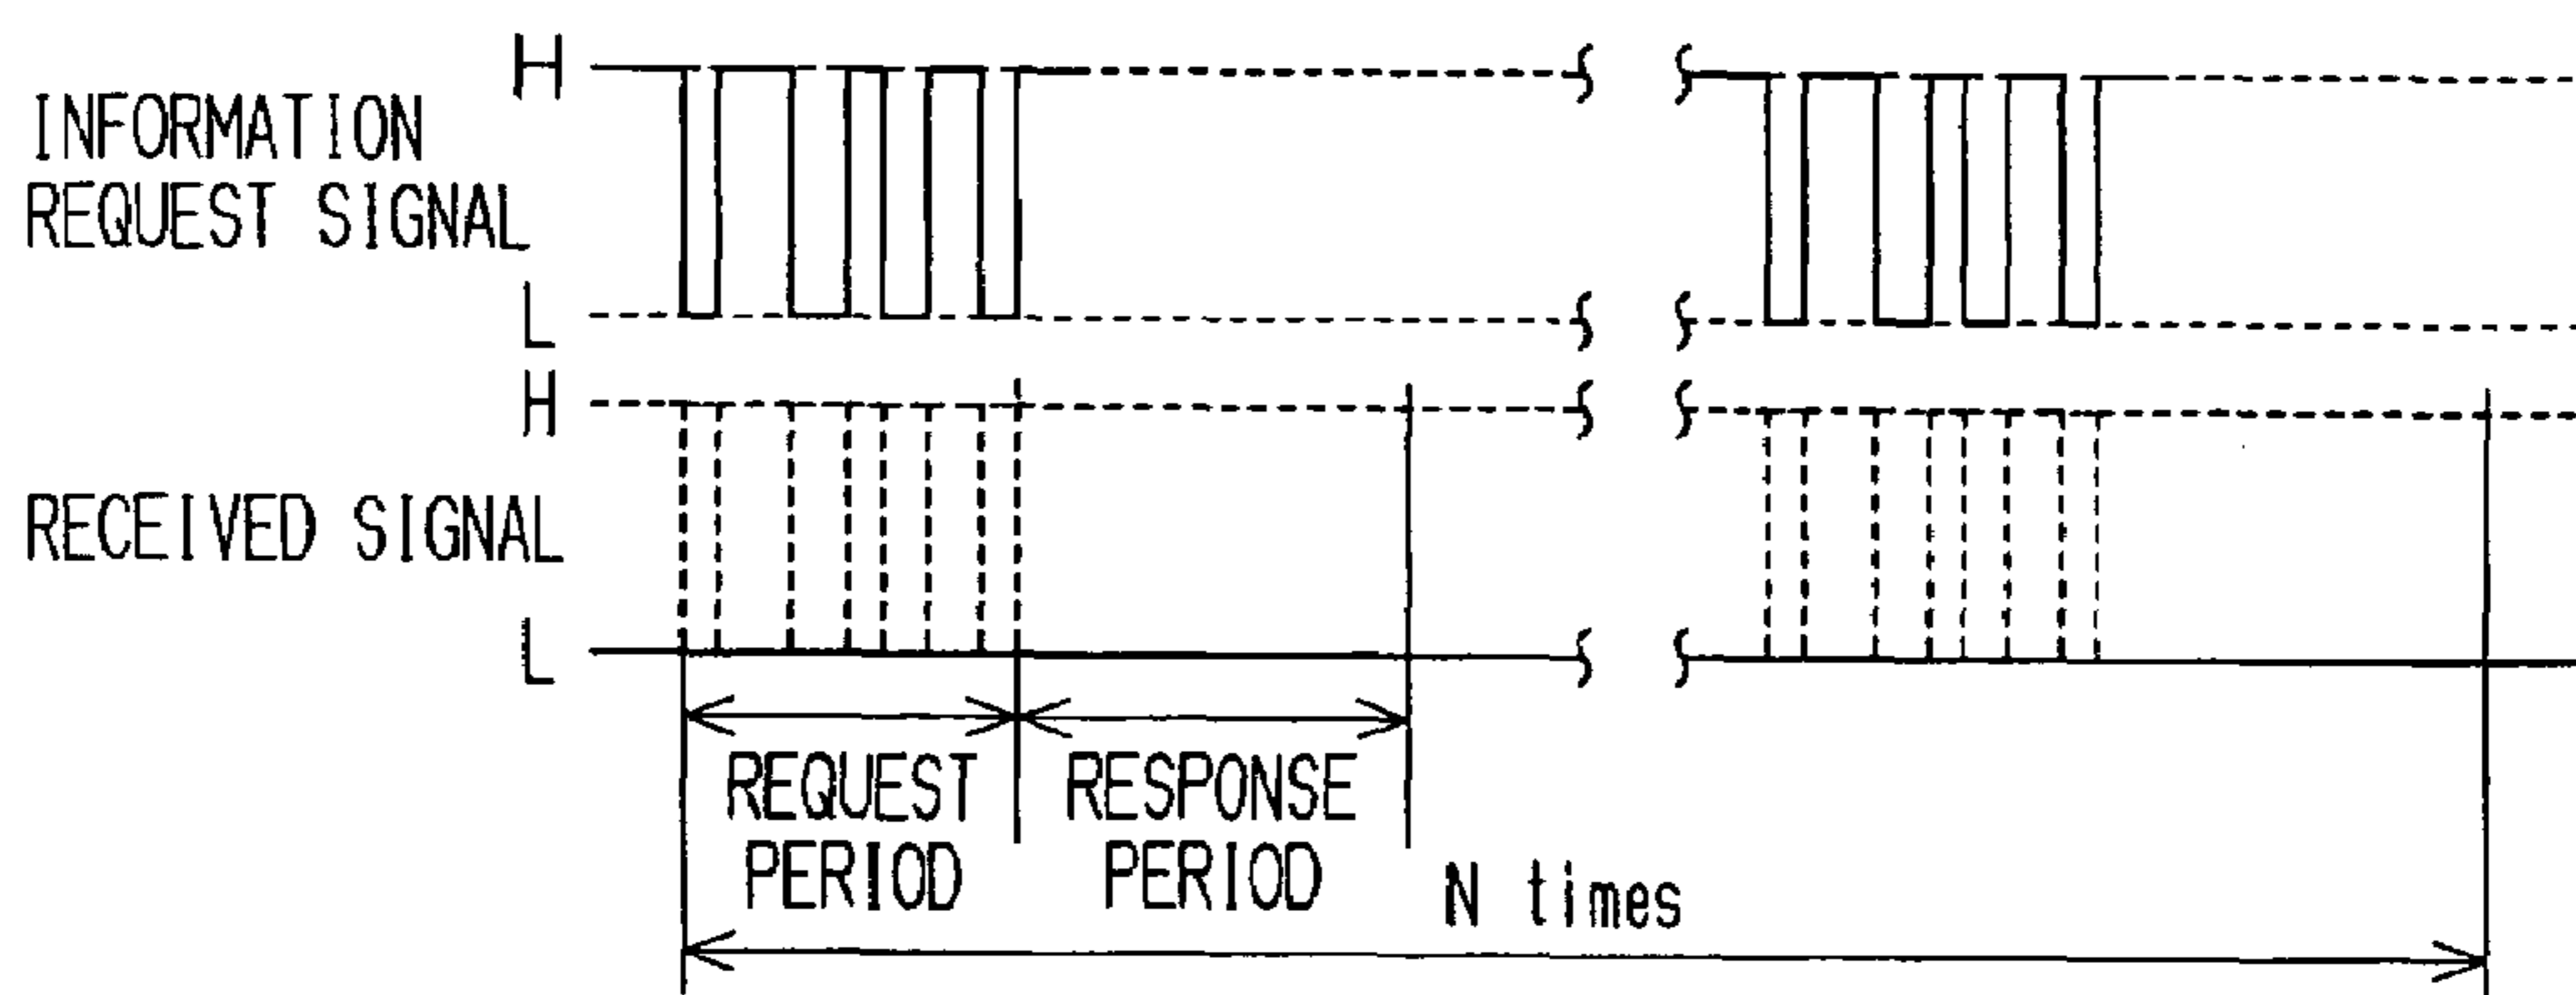 H
INFORMATION
REQUEST SIGNAL
L
H
RECEIVED SIGNAL
L
REQUEST
PERIOD
RESPONSE
PERIOD
N times